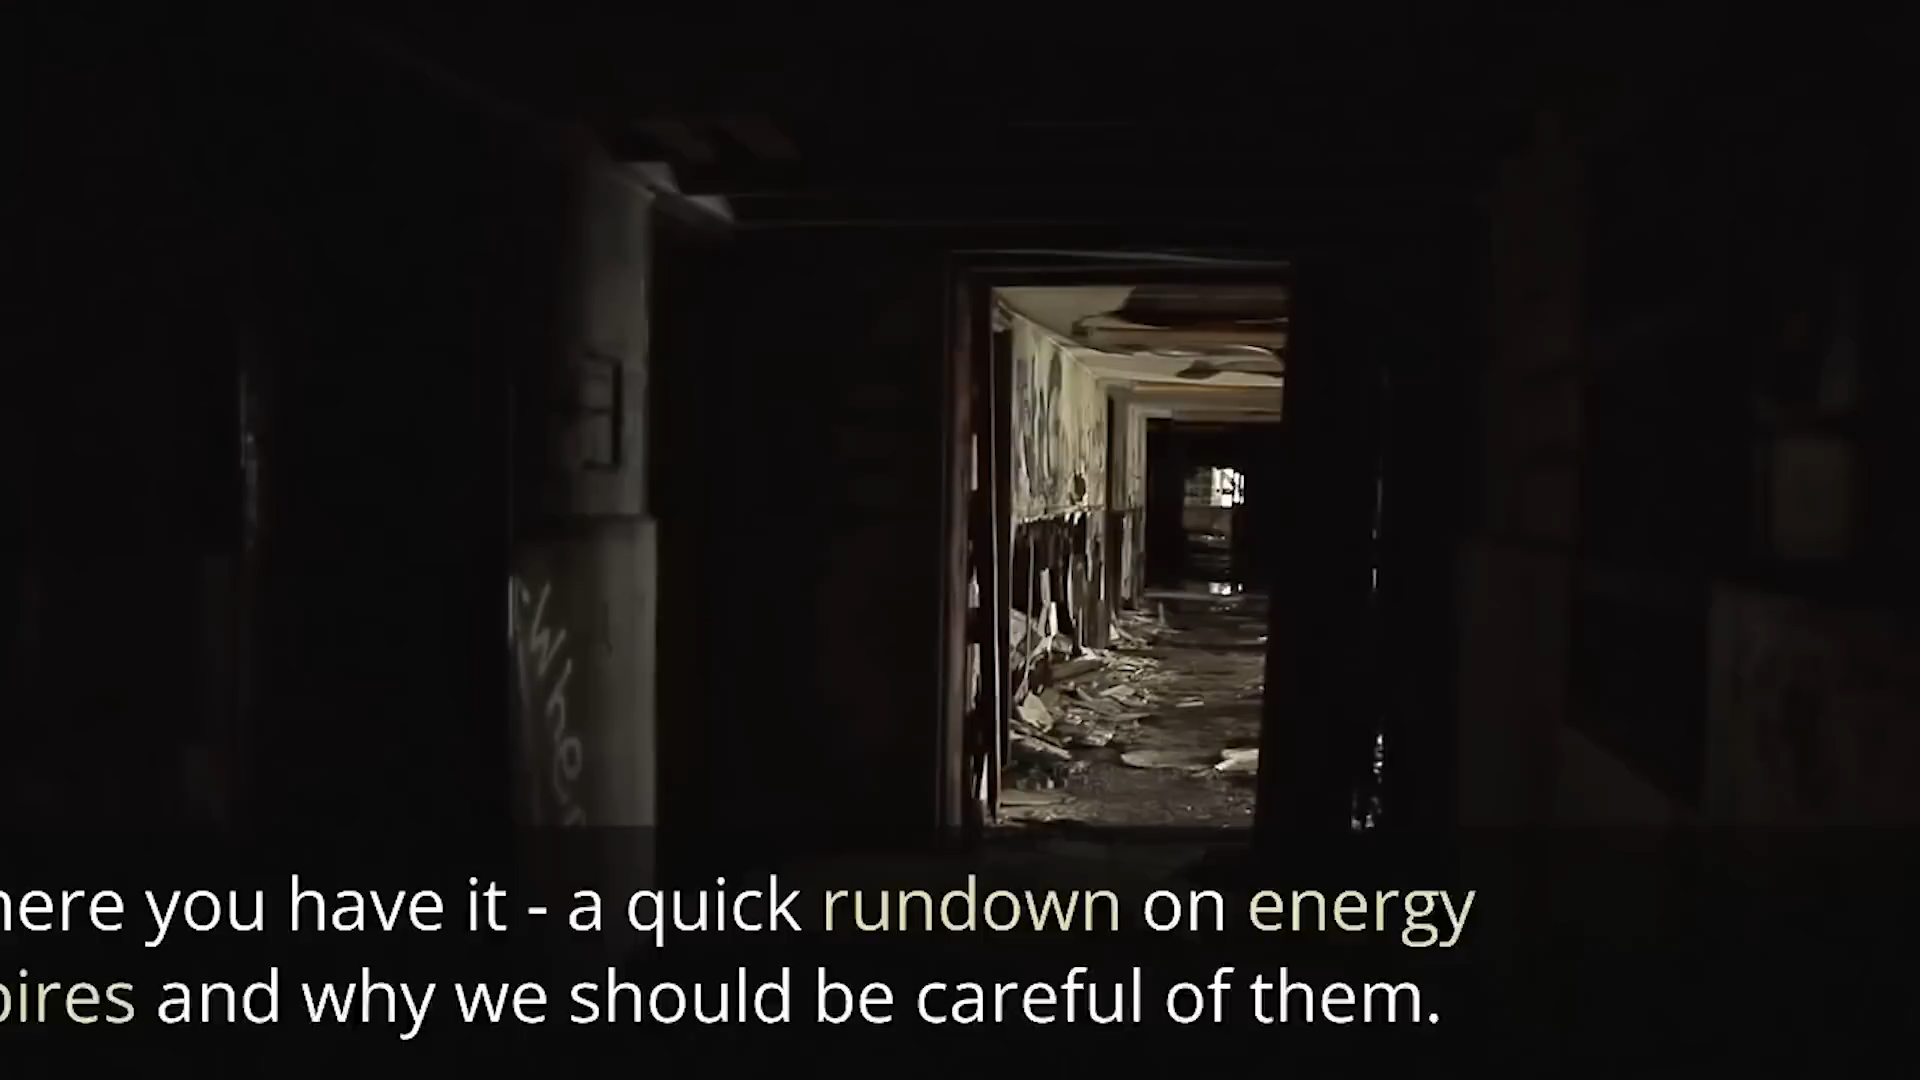 here you have it - a quick rundown on energy
pires and why we should be careful of them.